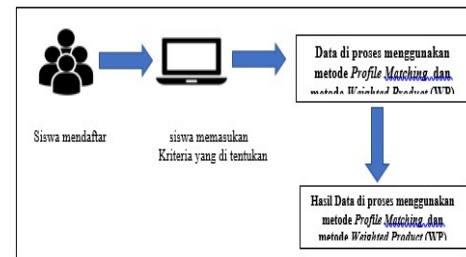 Siswa mendaftar
siswa memasukan
Kriteria yang di tentukan
Data di proses menggunakan
metode Profile Matching dan
metode Weighted Product (WP)
Hasil Data di proses menggunakan
metode Profile Matching dan
metode Weighted Product (WP)